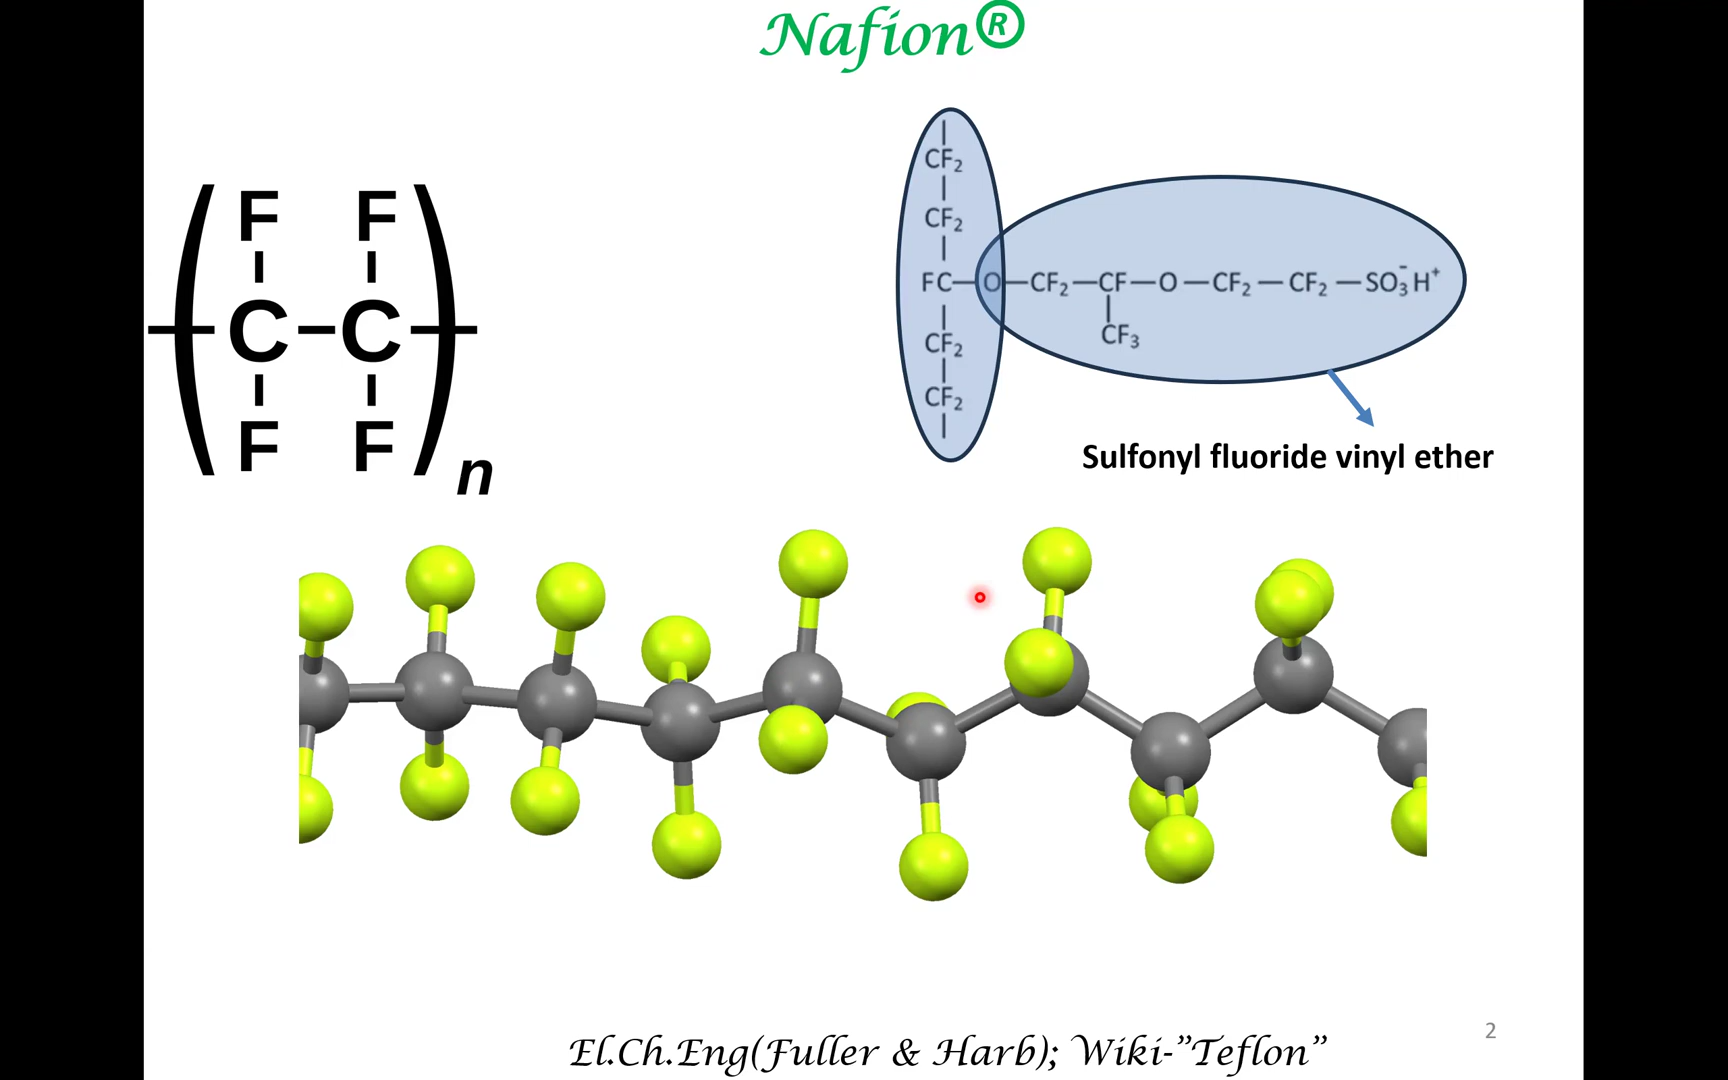 Nafion®
F F
C C
F F
n
CF₂
CF₂
FC—O—CF₂—CF—O—CF₂—CF₂—SO₃⁻H⁺
CF₃
CF₂
CF₂
Sulfonyl fluoride vinyl ether
El.Ch.Eng(Fuller & Harb); Wiki-”Teflon”
2